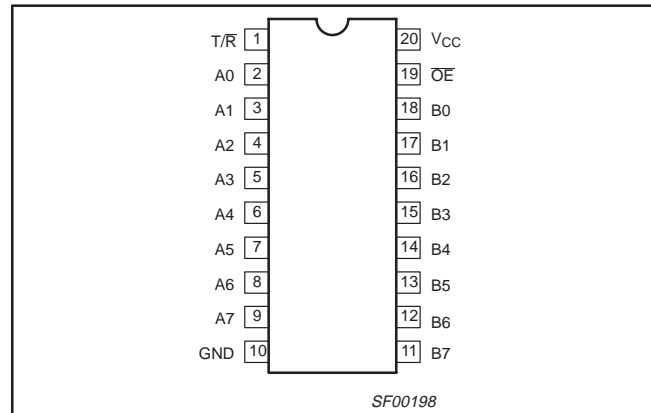 T/R̅ 1 20 VCC
A0 2 19 O̅E̅
A1 3 18 B0
A2 4 17 B1
A3 5 16 B2
A4 6 15 B3
A5 7 14 B4
A6 8 13 B5
A7 9 12 B6
GND 10 11 B7
SF00198